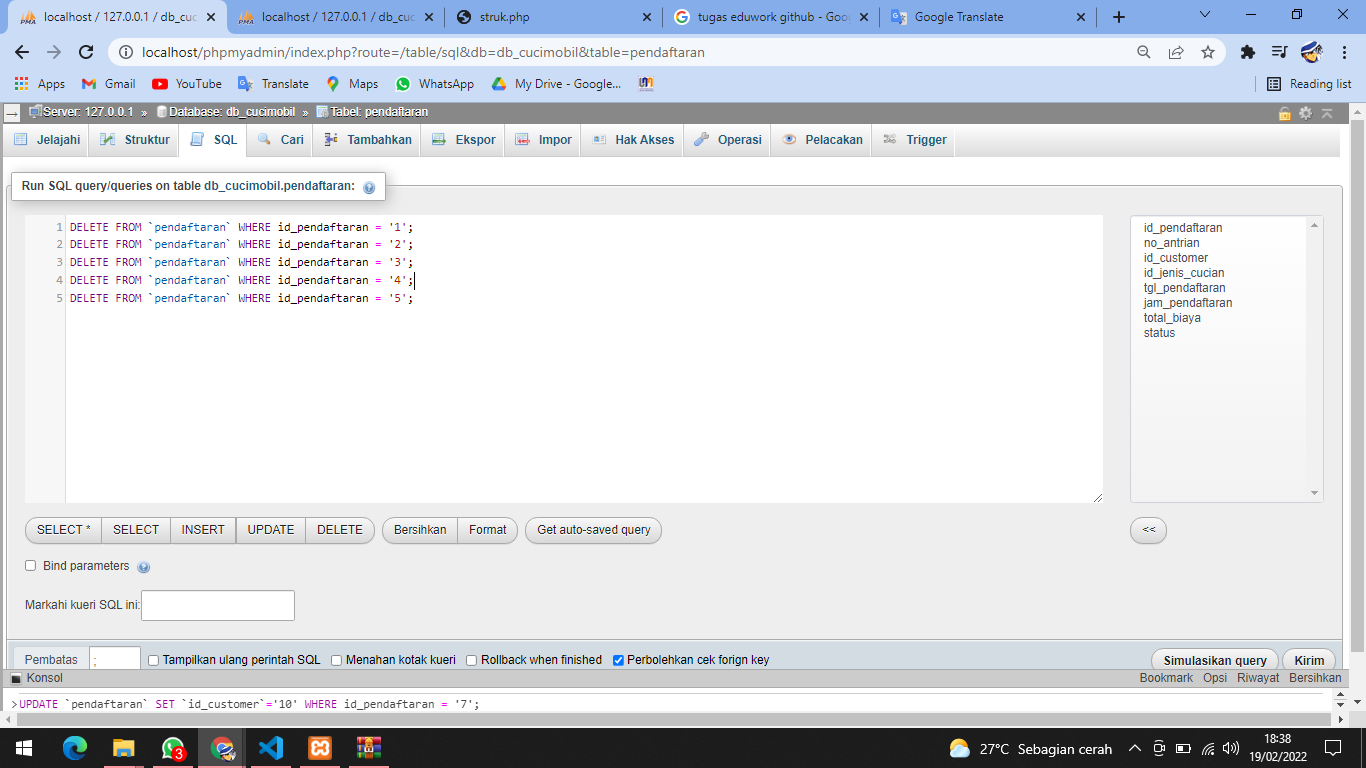 localhost / 127.0.0.1 / db_cuc
localhost / 127.0.0.1 / db_cuc
struk.php
tugas eduwork github - Goo
Google Translate
localhost/phpmyadmin/index.php?route=/table/sql&db=db_cucimobil&table=pendaftaran
Apps Gmail YouTube Translate Maps WhatsApp My Drive - Google... Reading list
Server: 127.0.0.1 » Database: db_cucimobil » Tabel: pendaftaran
Jelajahi Struktur SQL Cari Tambahkan Ekspor Impor Hak Akses Operasi Pelacakan Trigger
Run SQL query/queries on table db_cucimobil.pendaftaran:
1 DELETE FROM `pendaftaran` WHERE id_pendaftaran = '1';
2 DELETE FROM `pendaftaran` WHERE id_pendaftaran = '2';
3 DELETE FROM `pendaftaran` WHERE id_pendaftaran = '3';
4 DELETE FROM `pendaftaran` WHERE id_pendaftaran = '4';
5 DELETE FROM `pendaftaran` WHERE id_pendaftaran = '5';
id_pendaftaran
no_antrian
id_customer
id_jenis_cucian
tgl_pendaftaran
jam_pendaftaran
total_biaya
status
SELECT * SELECT INSERT UPDATE DELETE Bersihkan Format Get auto-saved query <<
Bind parameters
Markahi kueri SQL ini:
Pembatas ; Tampilkan ulang perintah SQL Menahan kotak kueri Rollback when finished Perbolehkan cek forign key Simulasikan query Kirim
Konsol Bookmark Opsi Riwayat Bersihkan
>UPDATE `pendaftaran` SET `id_customer`='10' WHERE id_pendaftaran = '7';
3
27°C Sebagian cerah
18:38
19/02/2022